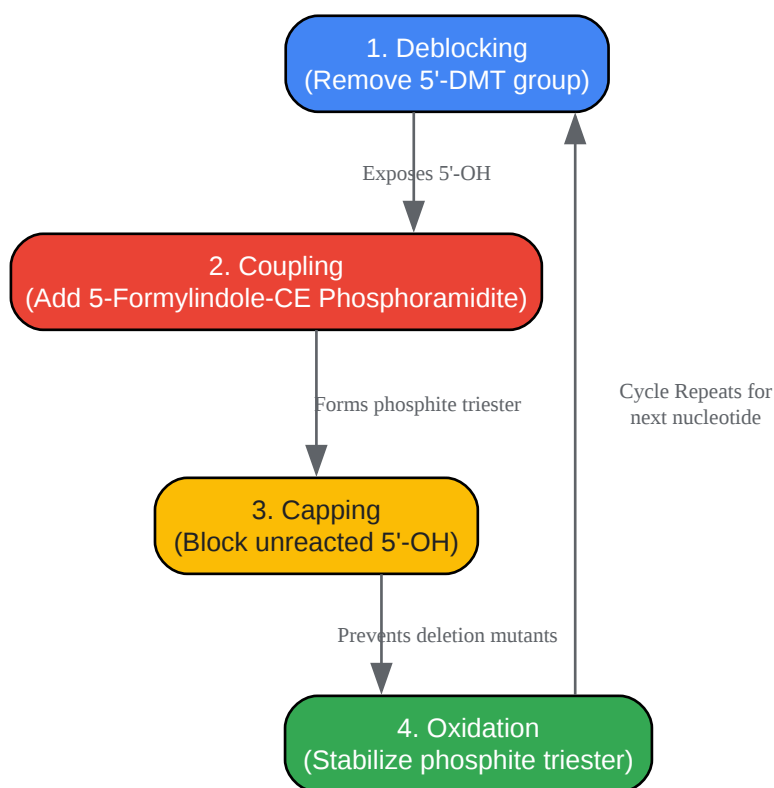 1. Deblocking
(Remove 5'-DMT group)
Exposes 5'-OH
2. Coupling
(Add 5-Formylindole-CE Phosphoramidite)
Forms phosphite triester
Cycle Repeats for
next nucleotide
3. Capping
(Block unreacted 5'-OH)
Prevents deletion mutants
4. Oxidation
(Stabilize phosphite triester)